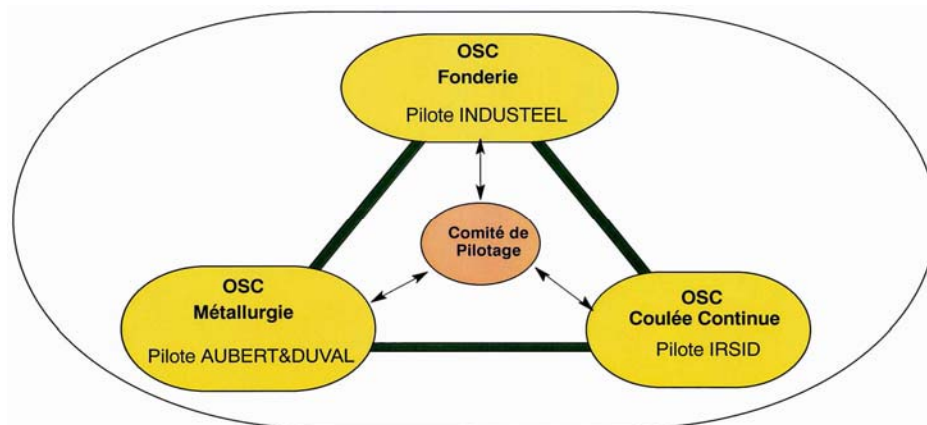 OSC
Fonderie
Pilote INDUSTEEL
Comité de
Pilotage
OSC
Métallurgie
Pilote AUBERT&DUVAL
OSC
Coulée Continue
Pilote IRSID